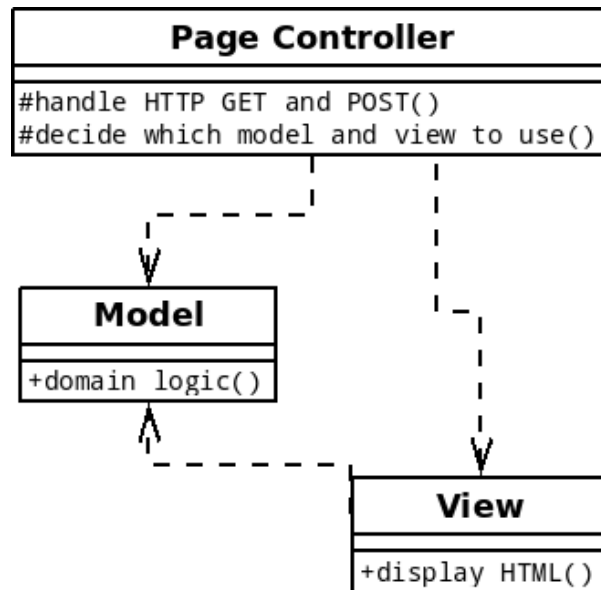 Page Controller
#handle HTTP GET and POST()
#decide which model and view to use()
Model
+domain logic()
View
+display HTML()